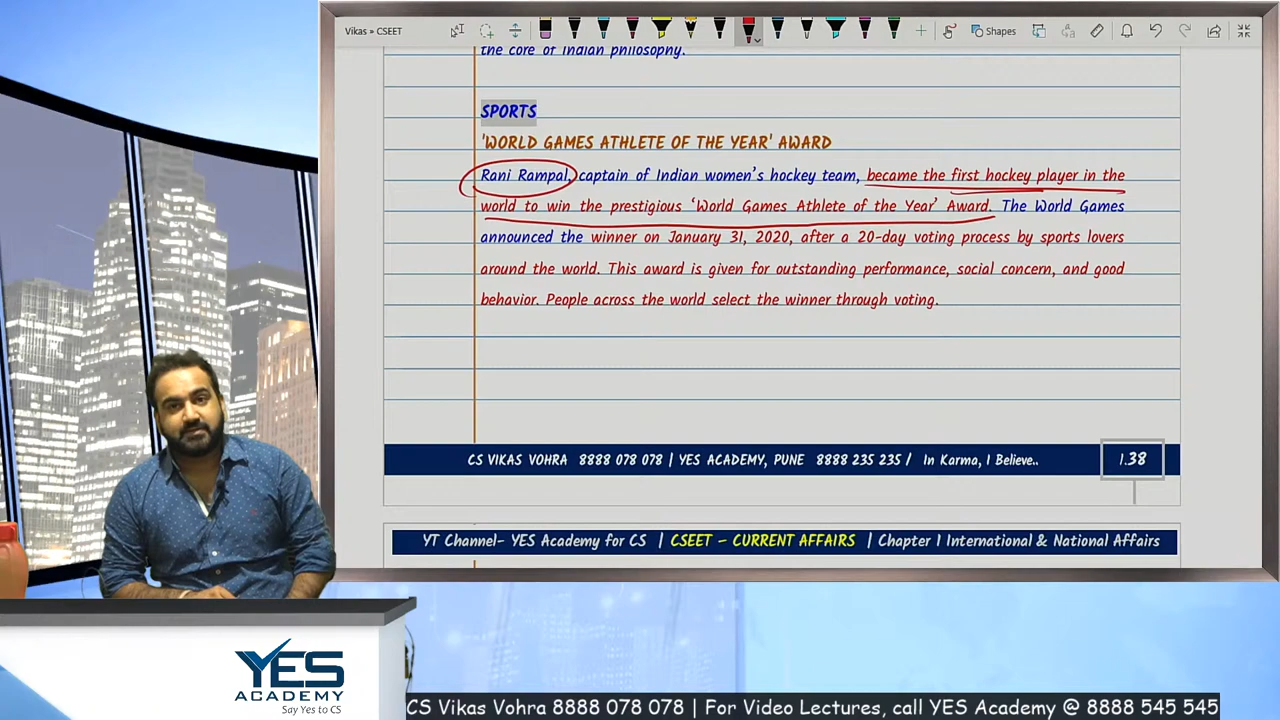 Vikas » CSEET
Shapes
the core of Indian philosophy.
SPORTS
'WORLD GAMES ATHLETE OF THE YEAR' AWARD
Rani Rampal, captain of Indian women's hockey team, became the first hockey player in the
world to win the prestigious 'World Games Athlete of the Year' Award. The World Games
announced the winner on January 31, 2020, after a 20-day voting process by sports lovers
around the world. This award is given for outstanding performance, social concern, and good
behavior. People across the world select the winner through voting.
CS VIKAS VOHRA 8888 078 078 | YES ACADEMY, PUNE 8888 235 235 / In Karma, I Believe..
1.38
YT Channel- YES Academy for CS | CSEET – CURRENT AFFAIRS | Chapter 1 International & National Affairs
YES
ACADEMY
Say Yes to CS
CS Vikas Vohra 8888 078 078 | For Video Lectures, call YES Academy @ 8888 545 545